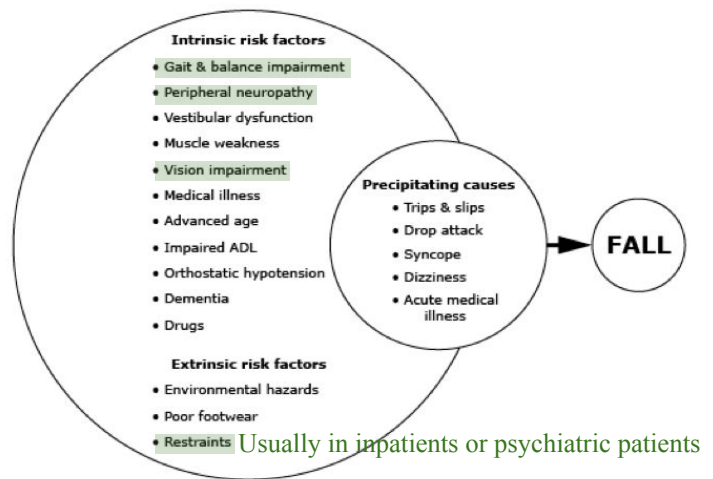 Intrinsic risk factors
• Gait & balance impairment
• Peripheral neuropathy
• Vestibular dysfunction
• Muscle weakness
• Vision impairment
• Medical illness
• Advanced age
• Impaired ADL
• Orthostatic hypotension
• Dementia
• Drugs
Extrinsic risk factors
• Environmental hazards
• Poor footwear
• Restraints Usually in inpatients or psychiatric patients
Precipitating causes
• Trips & slips
• Drop attack
• Syncope
• Dizziness
• Acute medical
illness
FALL